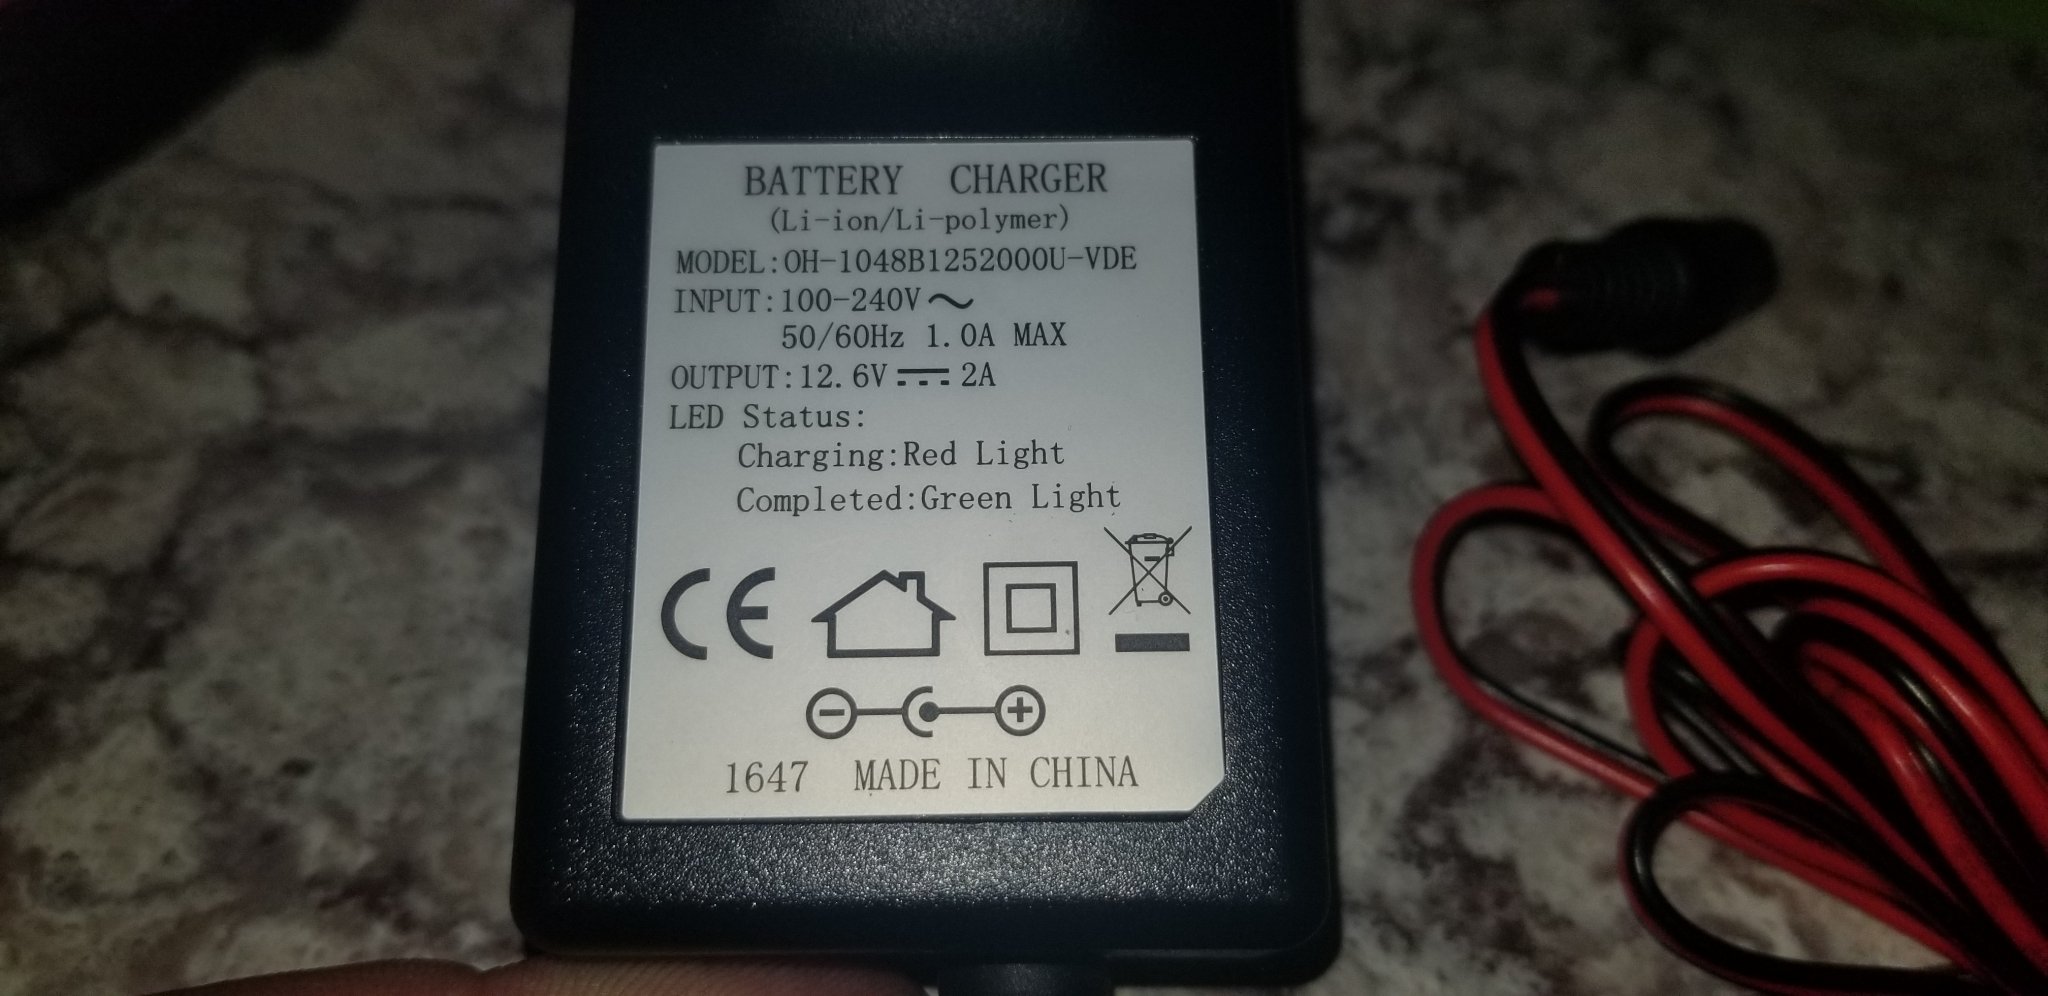 BATTERY CHARGER
(Li-ion/Li-polymer)
MODEL:OH-1048B1252000U-VDE
INPUT:100-240V～
50/60Hz 1.0A MAX
OUTPUT:12.6V⎓2A
LED Status:
Charging:Red Light
Completed:Green Light
CE
1647 MADE IN CHINA